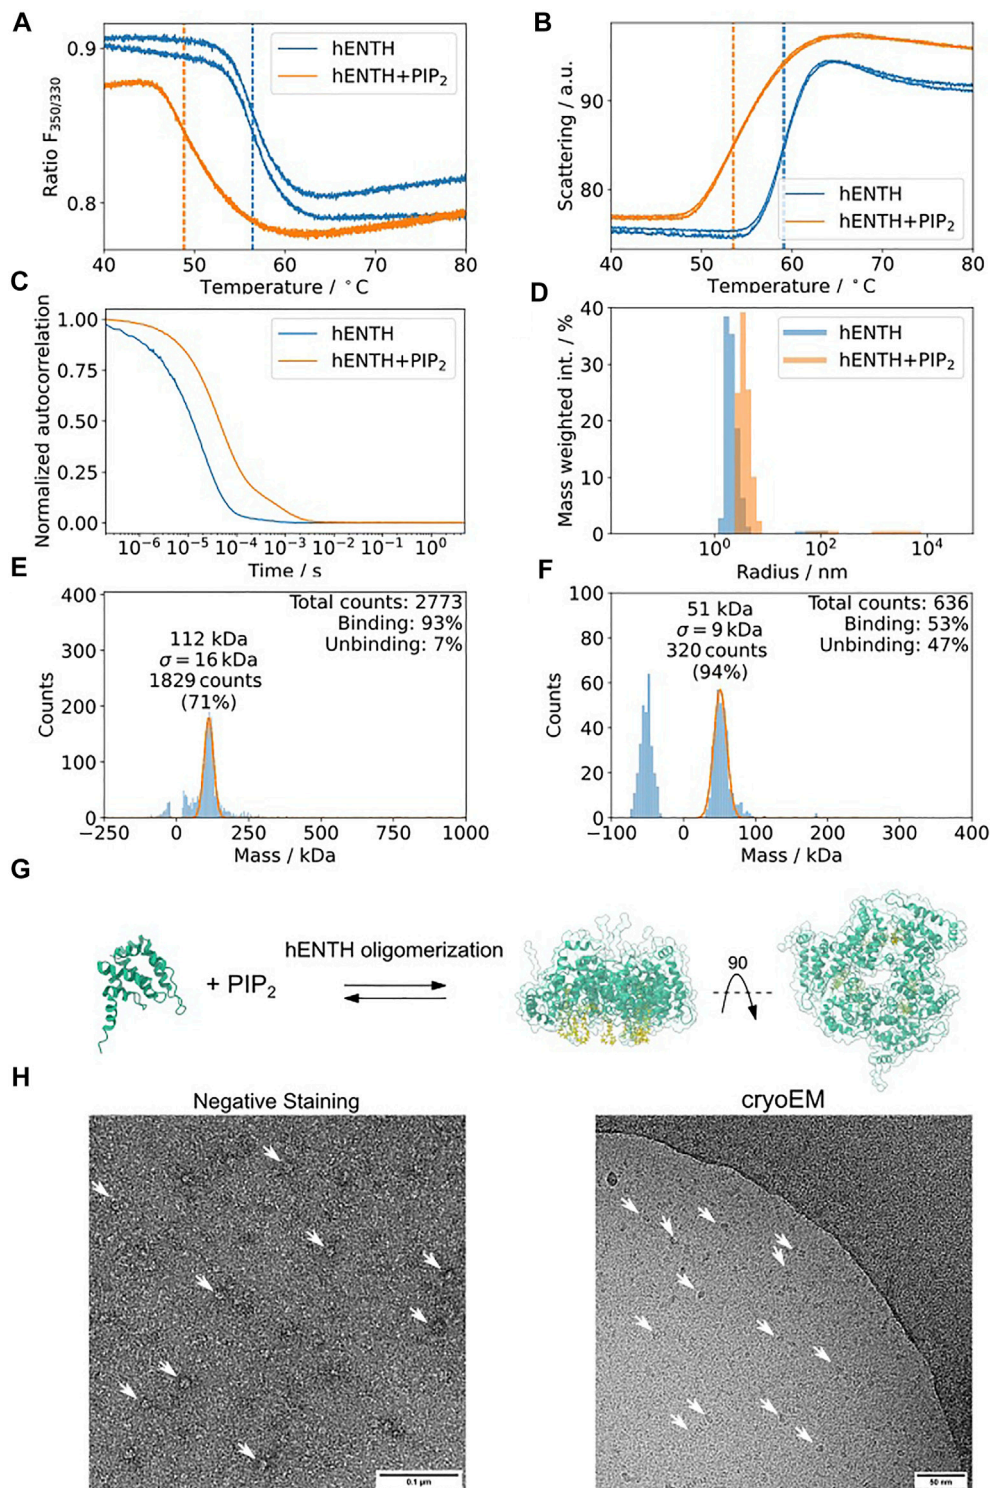 A
Ratio F350/330
0.9
0.8
hENTH
hENTH+PIP2
40 50 60 70 80
Temperature / °C
B
Scattering / a.u.
90
80
hENTH
hENTH+PIP2
40 50 60 70 80
Temperature / °C
C
Normalized autocorrelation
1.00
0.75
0.50
0.25
0.00
hENTH
hENTH+PIP2
10−6 10−5 10−4 10−3 10−2 10−1 100
Time / s
D
Mass weighted int. / %
40
30
20
10
0
hENTH
hENTH+PIP2
100 102 104
Radius / nm
E
Counts
400
300
200
100
0
Total counts: 2773
Binding: 93%
Unbinding: 7%
112 kDa
σ = 16 kDa
1829 counts
(71%)
−250 0 250 500 750 1000
Mass / kDa
F
Counts
100
80
60
40
20
0
Total counts: 636
Binding: 53%
Unbinding: 47%
51 kDa
σ = 9 kDa
320 counts
(94%)
−100 0 100 200 300 400
Mass / kDa
G
+ PIP2
hENTH oligomerization
90
H
Negative Staining
0.1 µm
cryoEM
50 nm